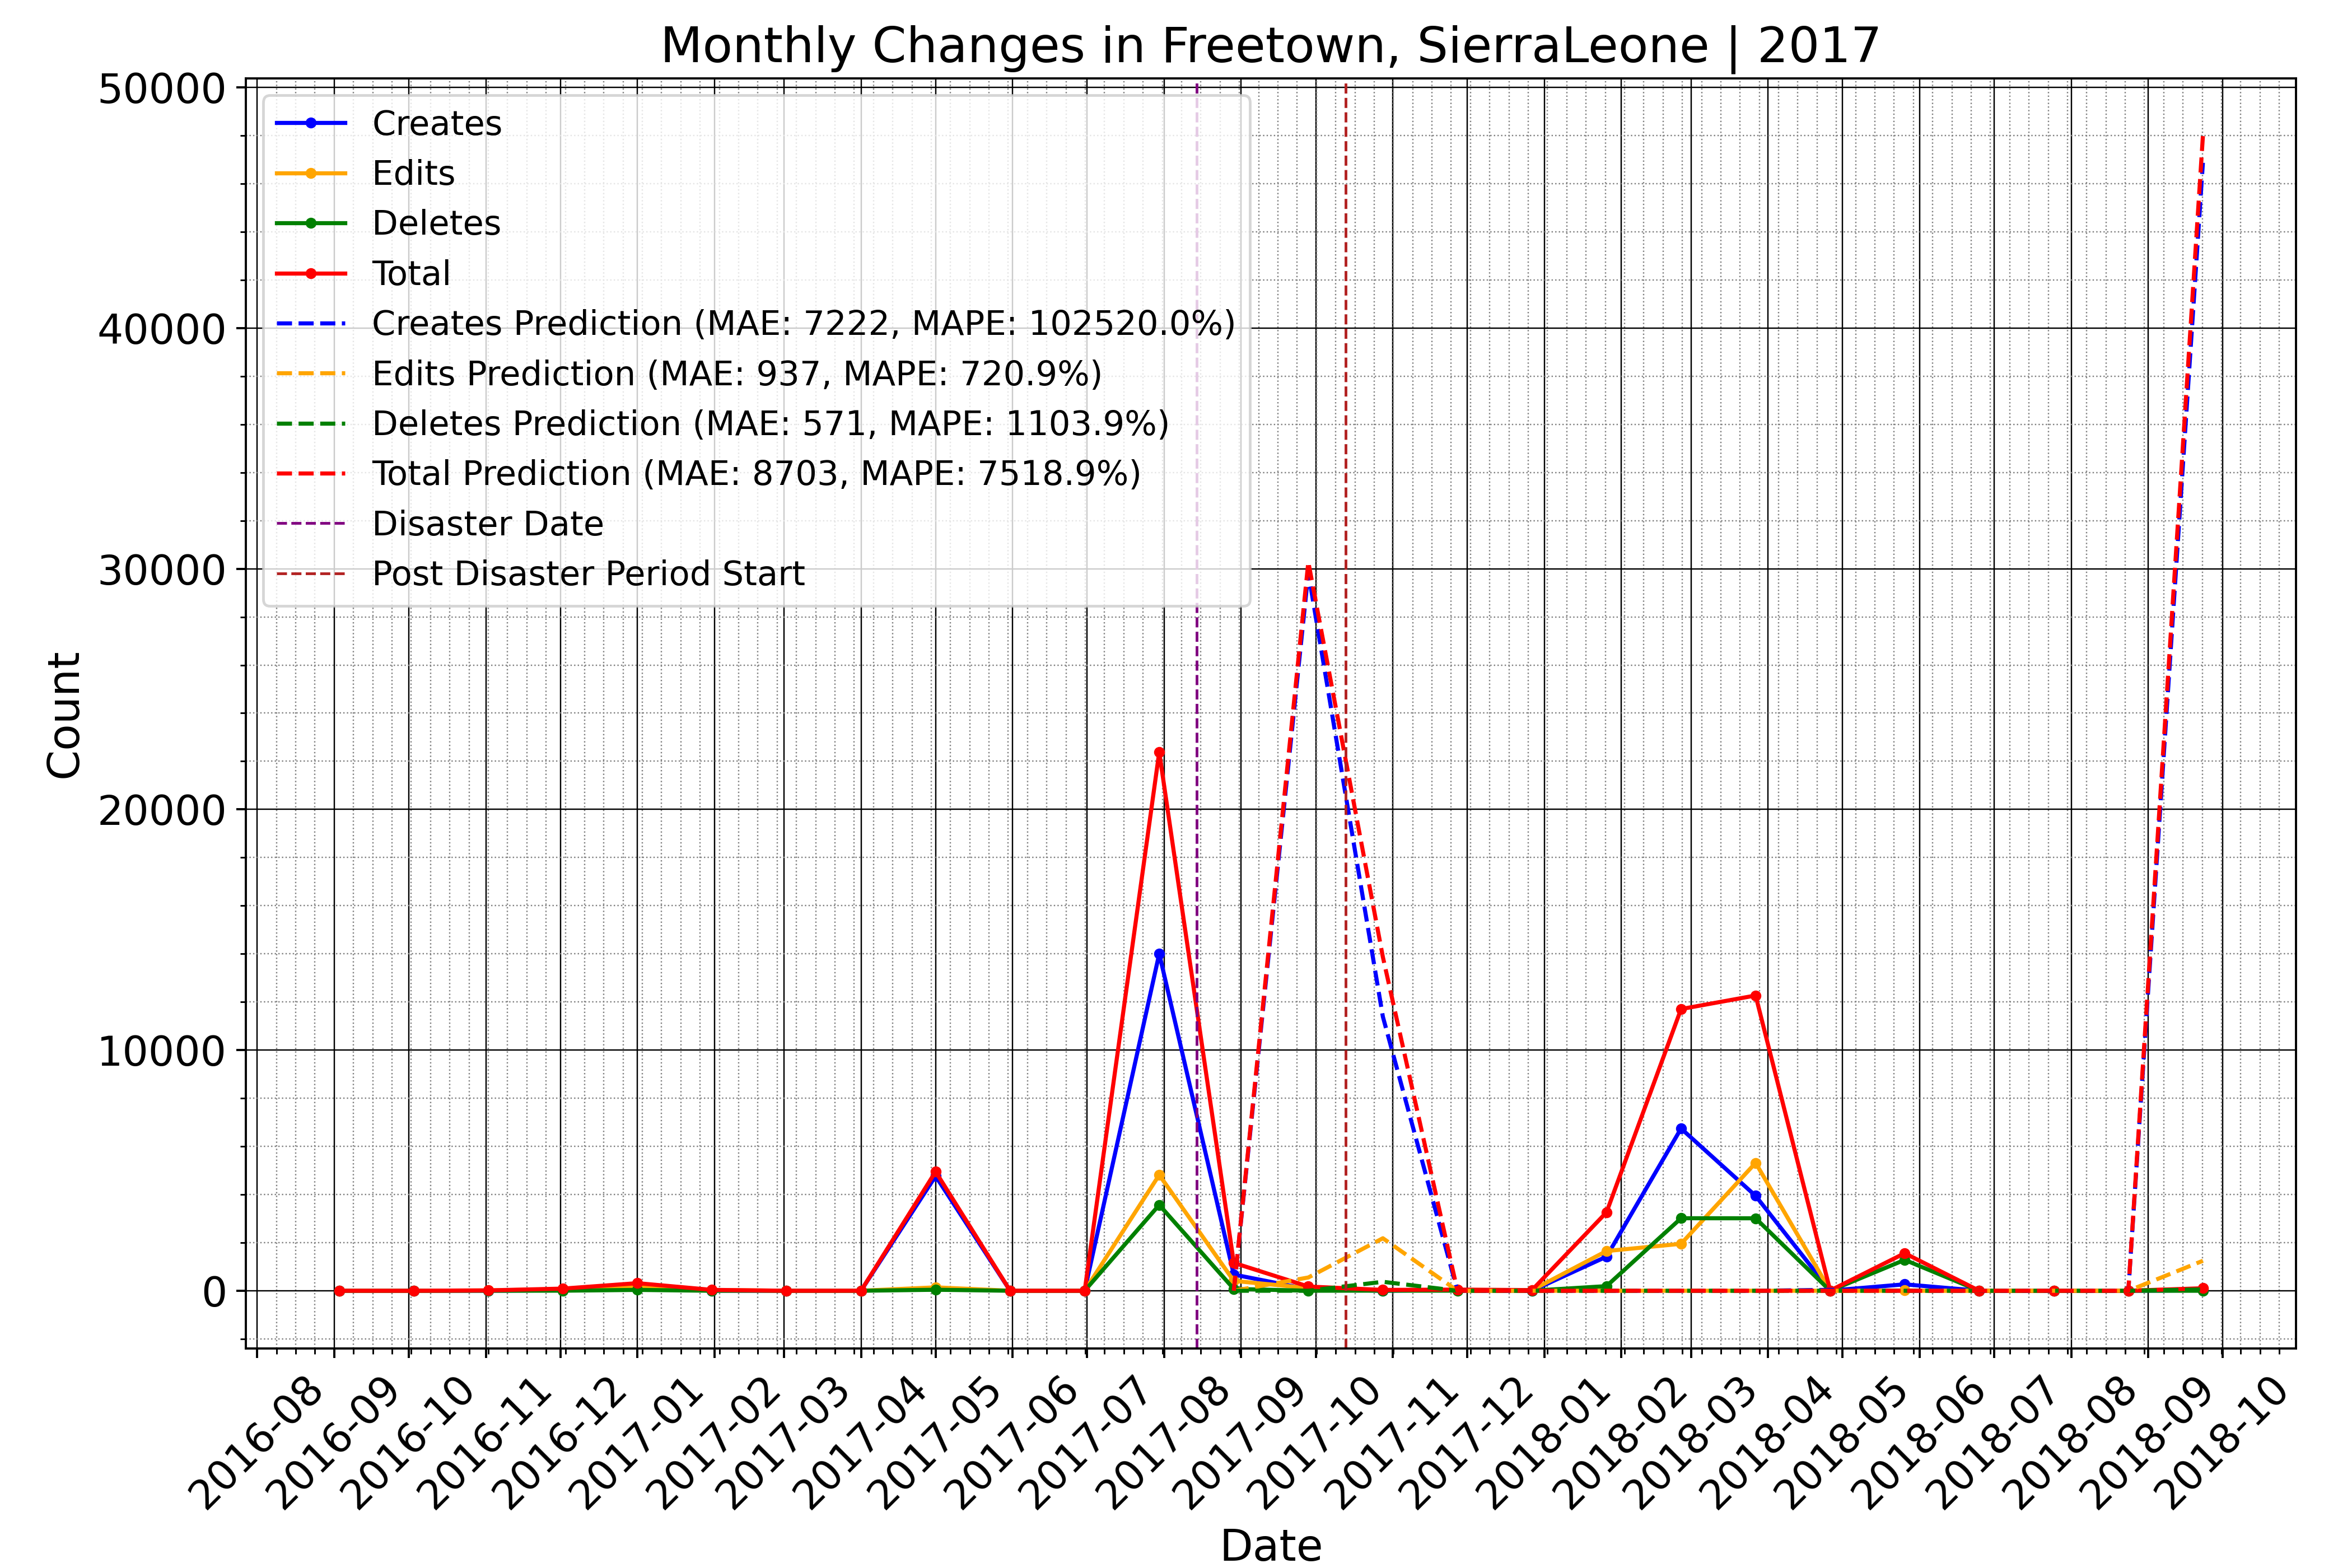 Monthly Changes in Freetown, SierraLeone | 2017
50000
40000
30000
20000
10000
0
Count
Creates
Edits
Deletes
Total
Creates Prediction (MAE: 7222, MAPE: 102520.0%)
Edits Prediction (MAE: 937, MAPE: 720.9%)
Deletes Prediction (MAE: 571, MAPE: 1103.9%)
Total Prediction (MAE: 8703, MAPE: 7518.9%)
Disaster Date
Post Disaster Period Start
2016-08
2016-09
2016-10
2016-11
2016-12
2017-01
2017-02
2017-03
2017-04
2017-05
2017-06
2017-07
2017-08
2017-09
2017-10
2017-11
2017-12
2018-01
2018-02
2018-03
2018-04
2018-05
2018-06
2018-07
2018-08
2018-09
2018-10
Date